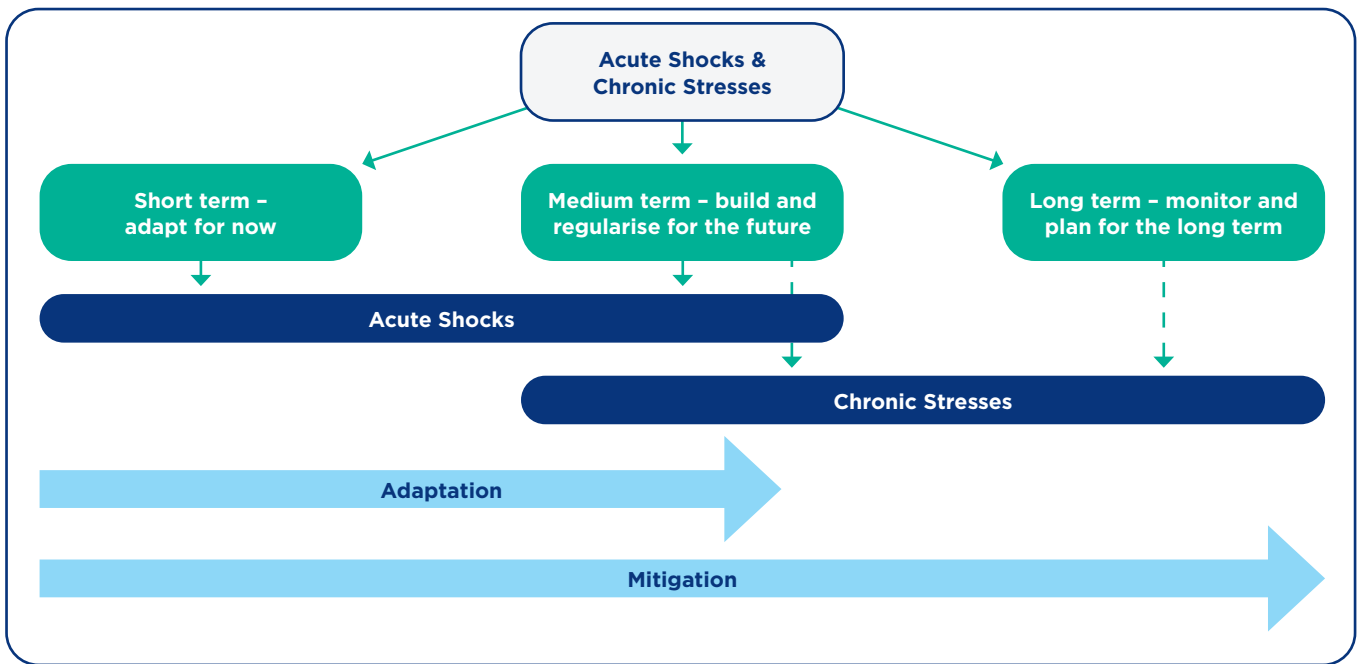 Acute Shocks &
Chronic Stresses
Short term –
adapt for now
Medium term – build and
regularise for the future
Long term – monitor and
plan for the long term
Acute Shocks
Chronic Stresses
Adaptation
Mitigation